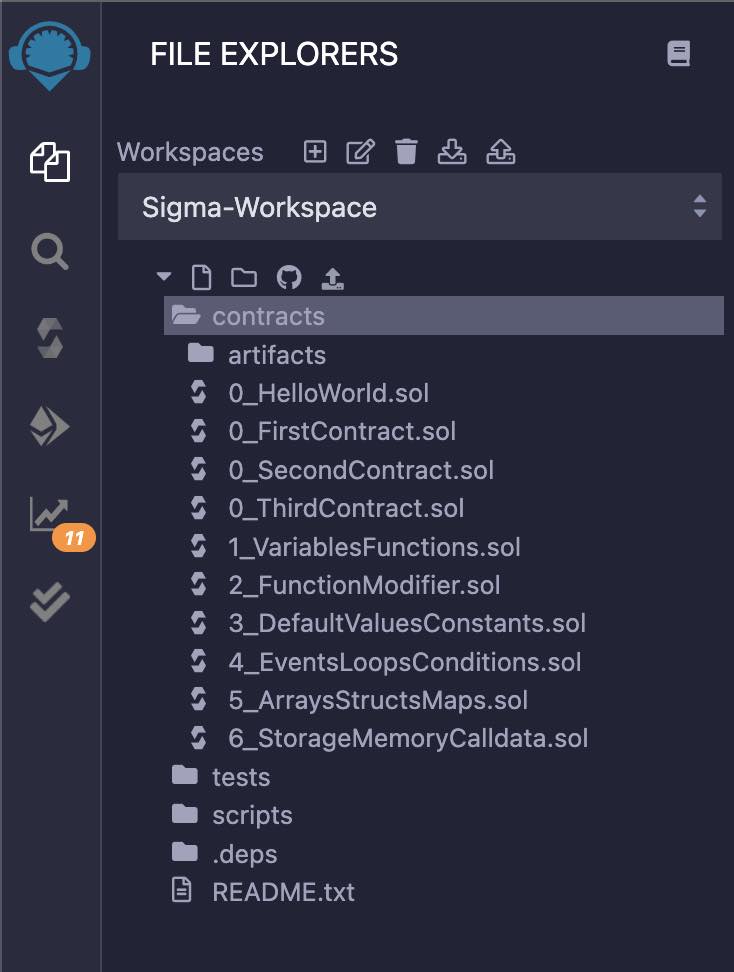 FILE EXPLORERS
Workspaces
Sigma-Workspace
contracts
artifacts
0_HelloWorld.sol
0_FirstContract.sol
0_SecondContract.sol
0_ThirdContract.sol
1_VariablesFunctions.sol
11
2_FunctionModifier.sol
3_DefaultValuesConstants.sol
4_EventsLoopsConditions.sol
5_ArraysStructsMaps.sol
6_StorageMemoryCalldata.sol
tests
scripts
.deps
README.txt